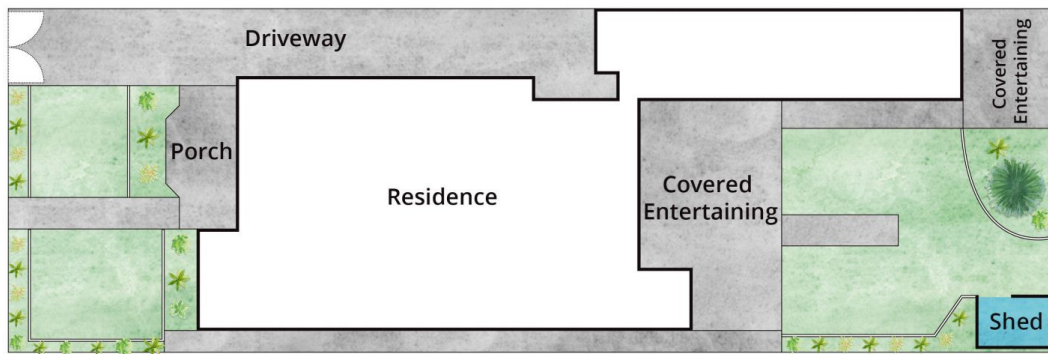 Driveway
Covered
Entertaining
Porch
Residence
Covered
Entertaining
Shed